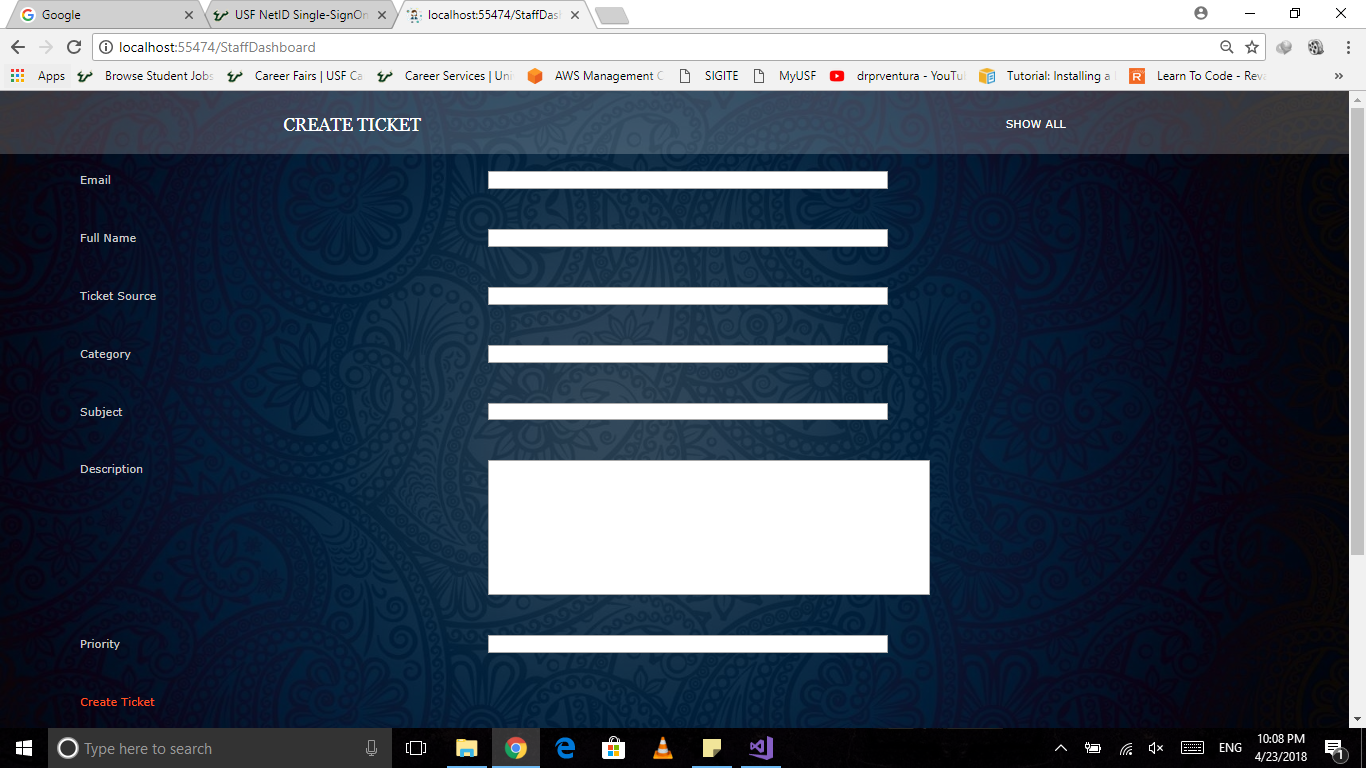 Google
USF NetID Single-SignOn
localhost:55474/StaffDas
localhost:55474/StaffDashboard
Apps
Browse Student Jobs
Career Fairs | USF Ca
Career Services | Uni
AWS Management C
SIGITE
MyUSF
drprventura - YouTu
Tutorial: Installing a
Learn To Code - Reva
»
CREATE TICKET
SHOW ALL
Email
Full Name
Ticket Source
Category
Subject
Description
Priority
Create Ticket
Type here to search
ENG
10:08 PM
4/23/2018
1